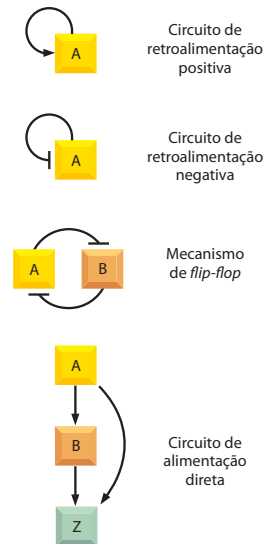 A
Circuito de
retroalimentação
positiva
A
Circuito de
retroalimentação
negativa
A
B
Mecanismo
de flip-flop
A
B
Z
Circuito de
alimentação
direta